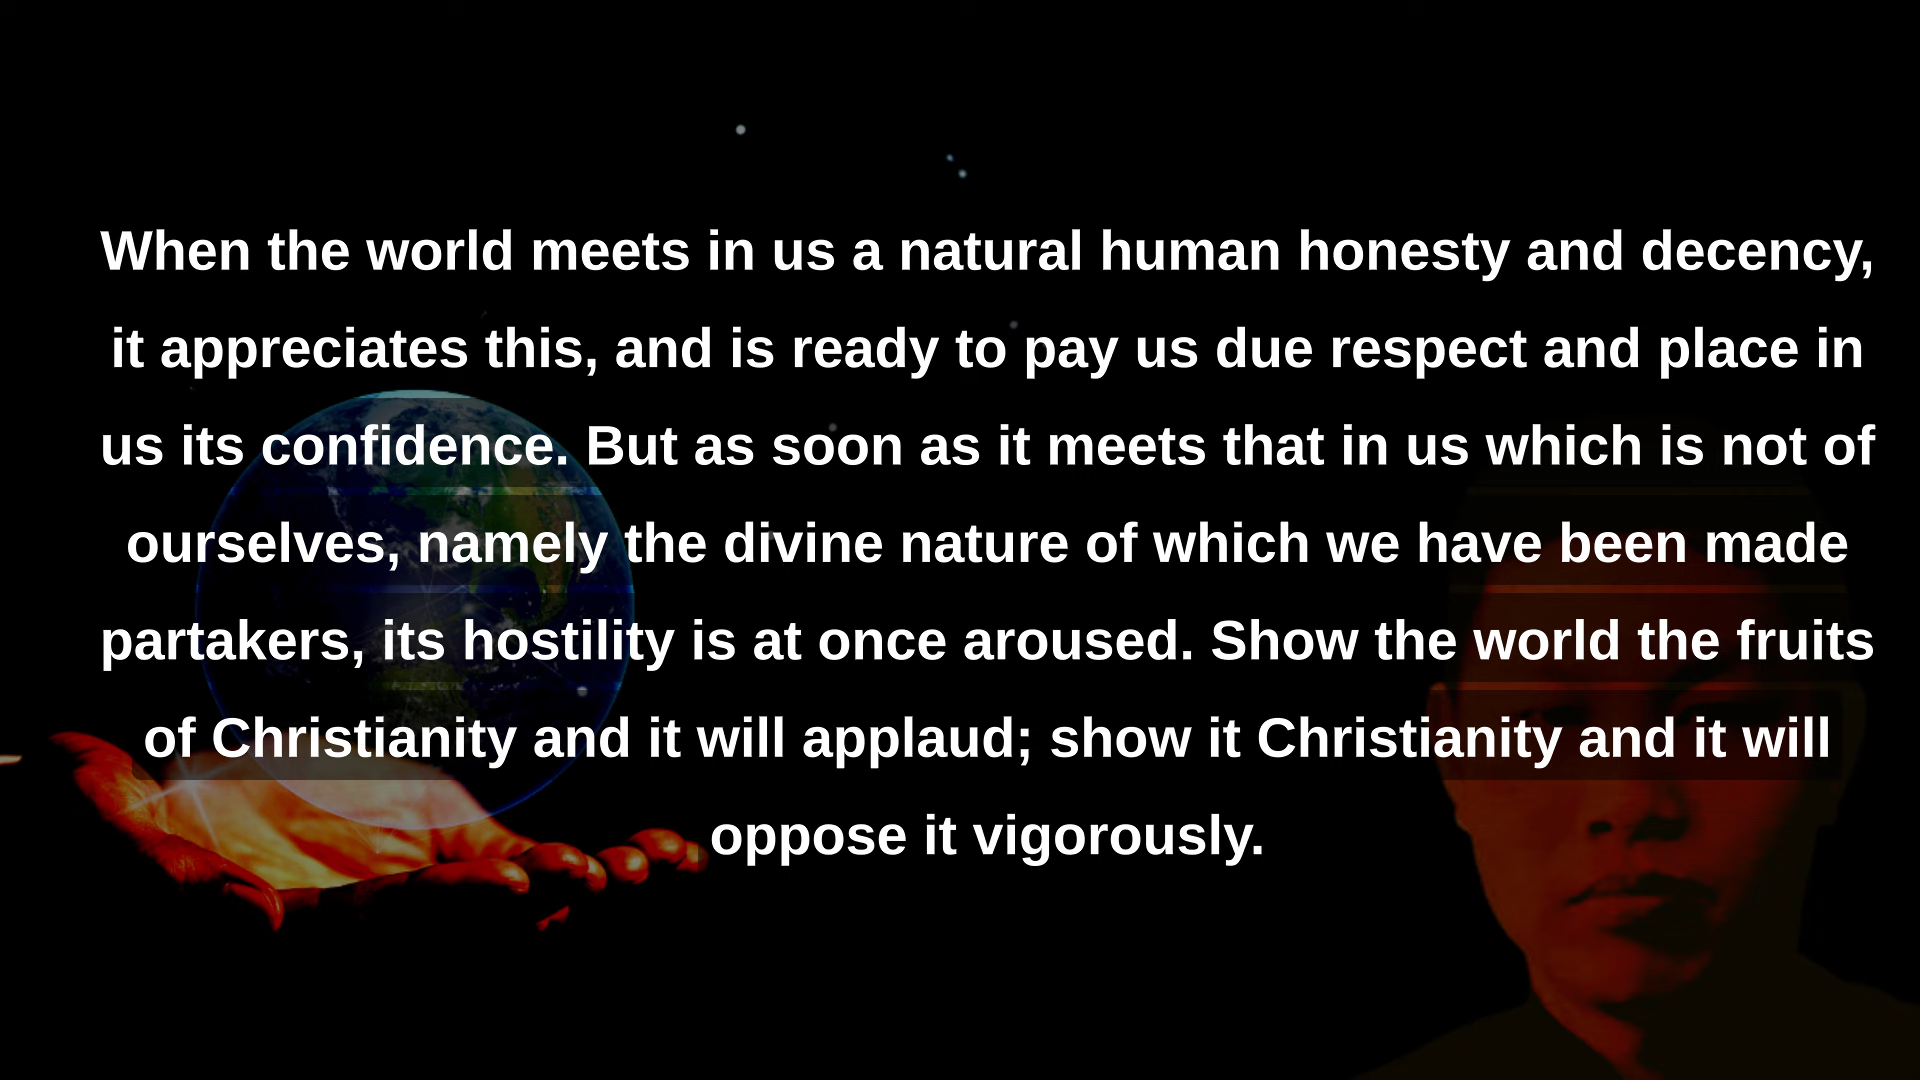 When the world meets in us a natural human honesty and decency,
it appreciates this, and is ready to pay us due respect and place in
us its confidence. But as soon as it meets that in us which is not of
ourselves, namely the divine nature of which we have been made
partakers, its hostility is at once aroused. Show the world the fruits
of Christianity and it will applaud; show it Christianity and it will
oppose it vigorously.